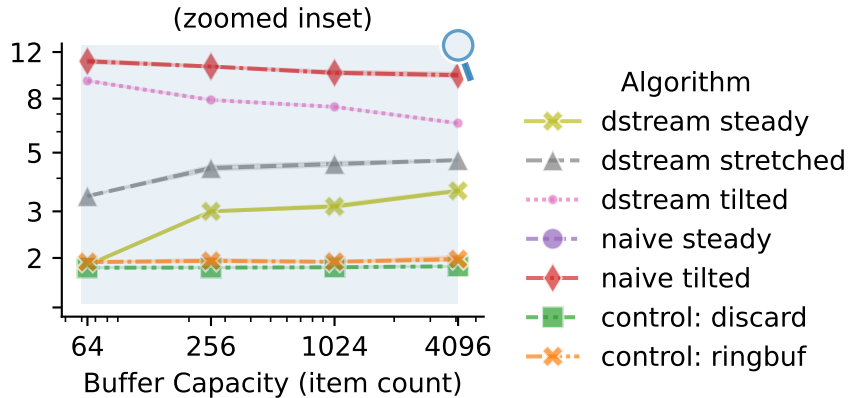 (zoomed inset)
12
8
5
3
2
64 256 1024 4096
Buffer Capacity (item count)
Algorithm
dstream steady
dstream stretched
dstream tilted
naive steady
naive tilted
control: discard
control: ringbuf